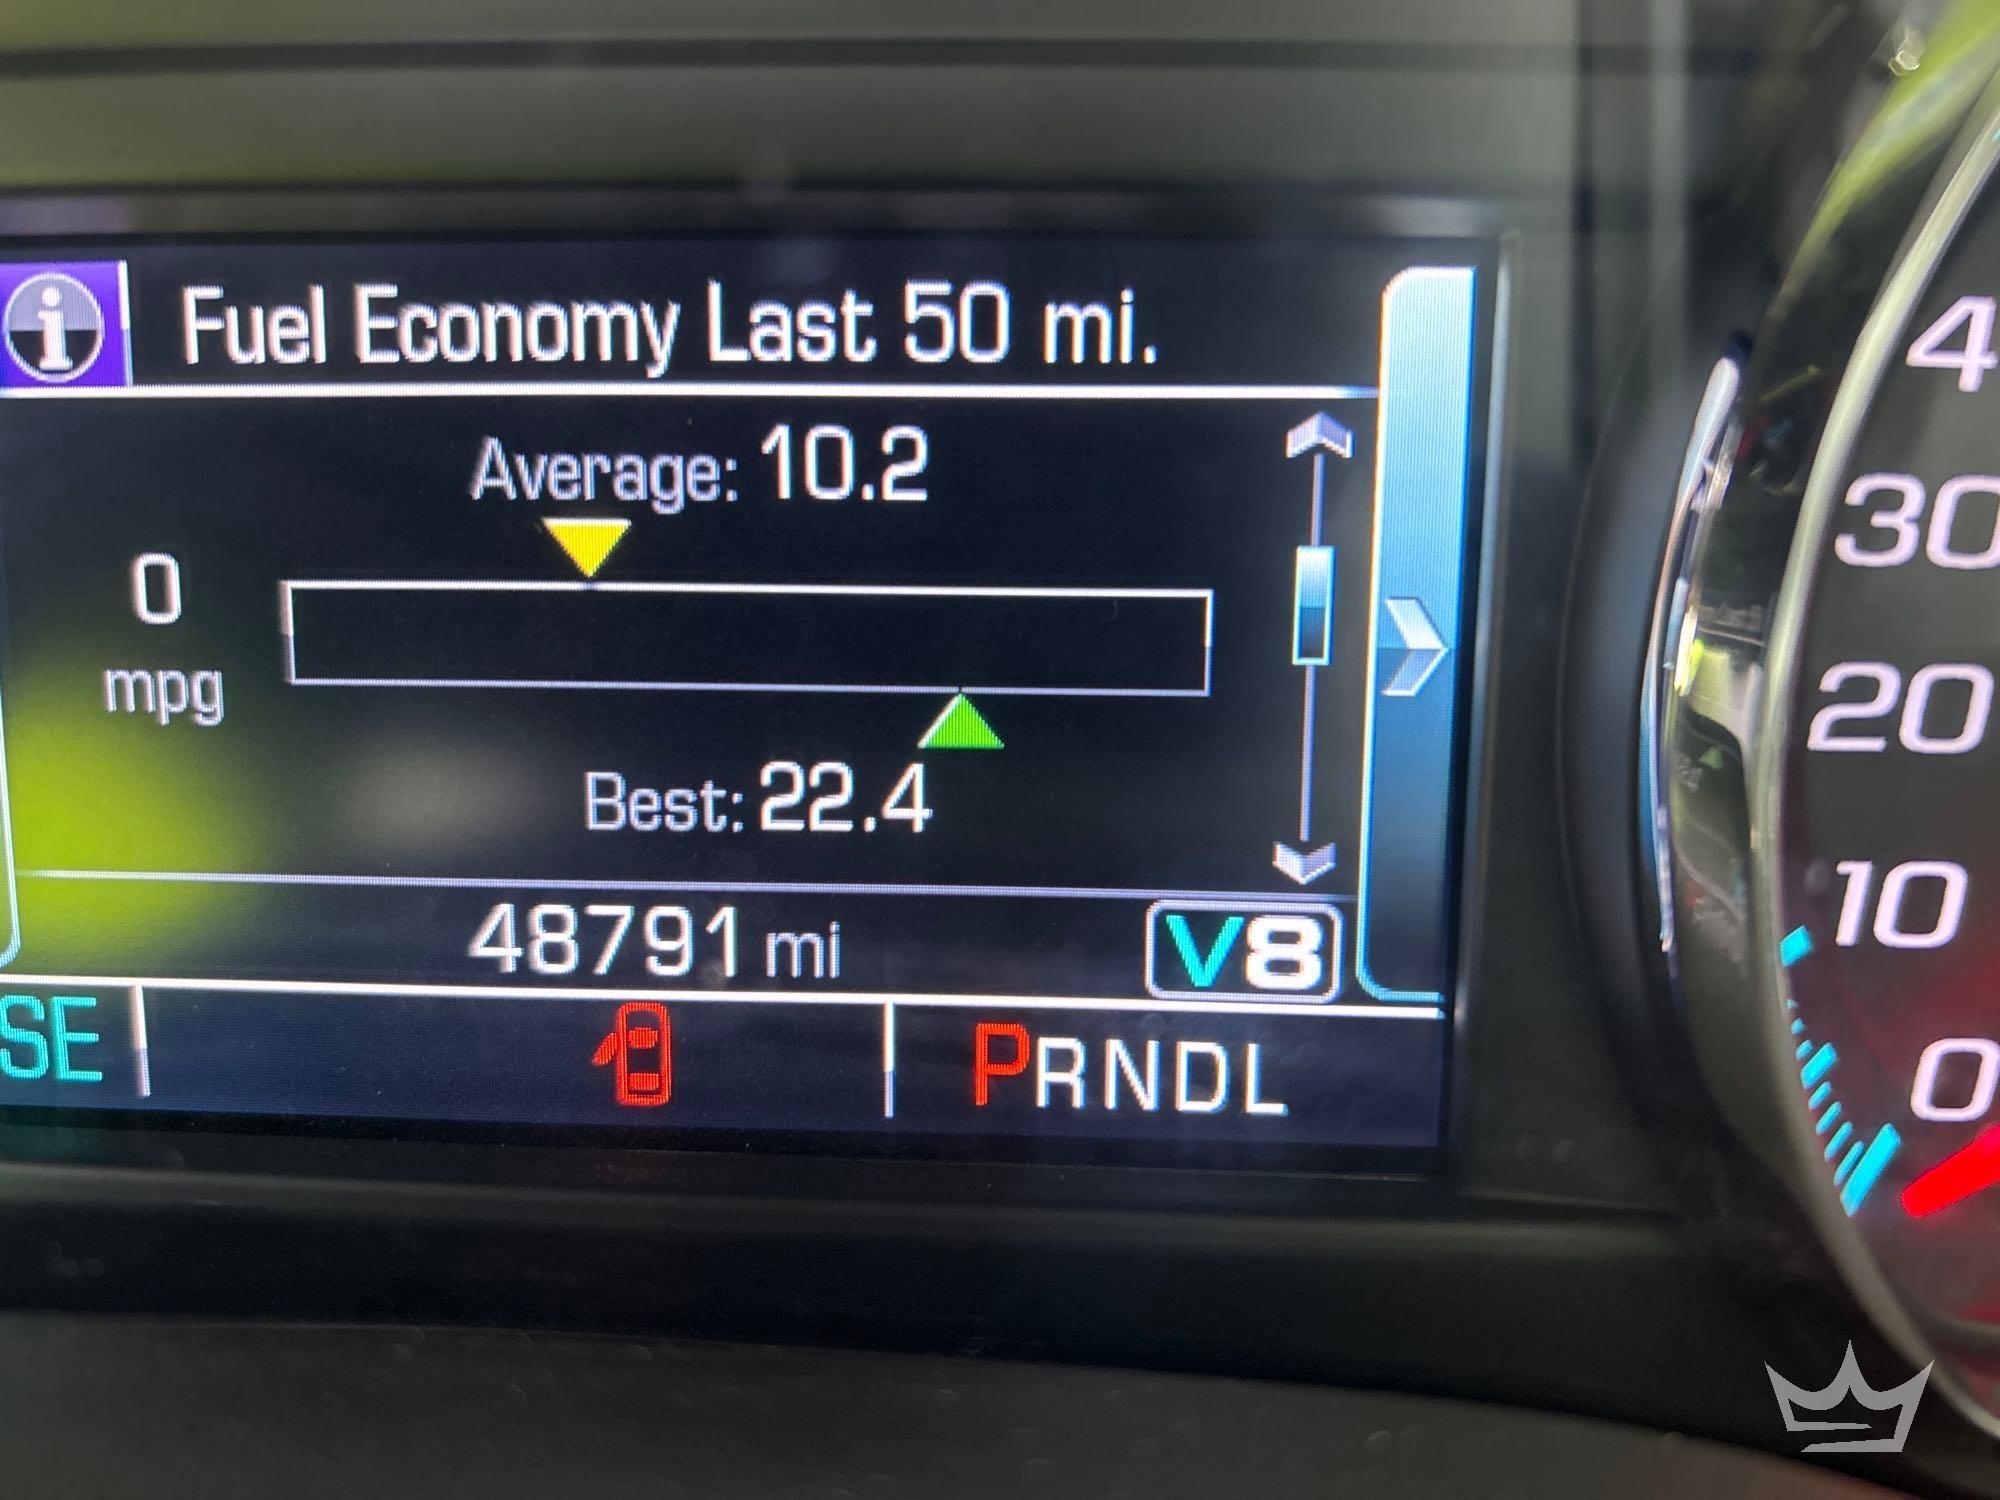 Fuel Economy Last 50 mi.
Average: 10.2
0
mpg
Best: 22.4
48791 mi
V8
SE
PRNDL
4
30
20
10
0